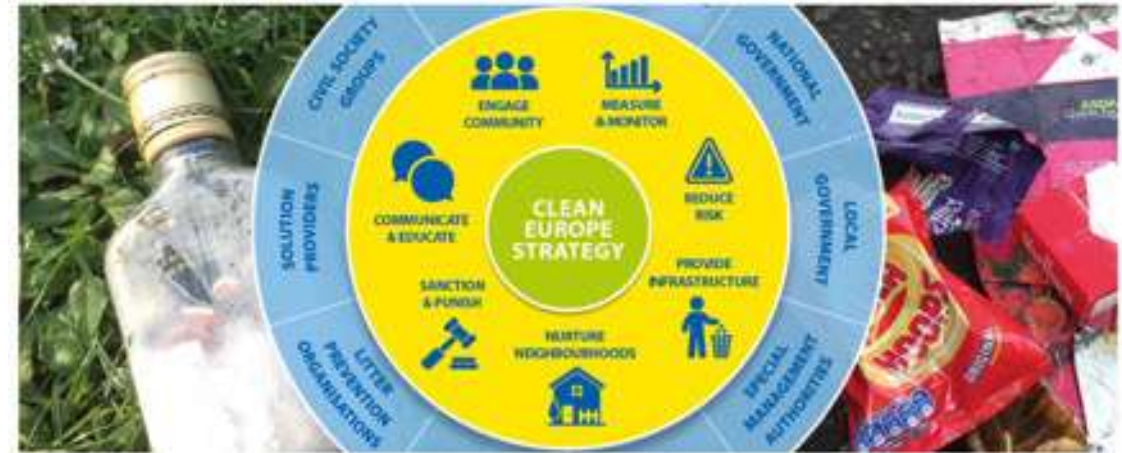 CIVIL SOCIETY
GROUPS
NATIONAL
GOVERNMENT
ENGAGE
COMMUNITY
MEASURE
& MONITOR
SOLUTION
PROVIDERS
COMMUNICATE
& EDUCATE
CLEAN
EUROPE
STRATEGY
REDUCE
RISK
LOCAL
GOVERNMENT
SANCTION
& PUNISH
PROVIDE
INFRASTRUCTURE
NURTURE
NEIGHBOURHOODS
LITTER
PREVENTION
ORGANISATIONS
SPECIAL
MANAGEMENT
AUTHORITIES